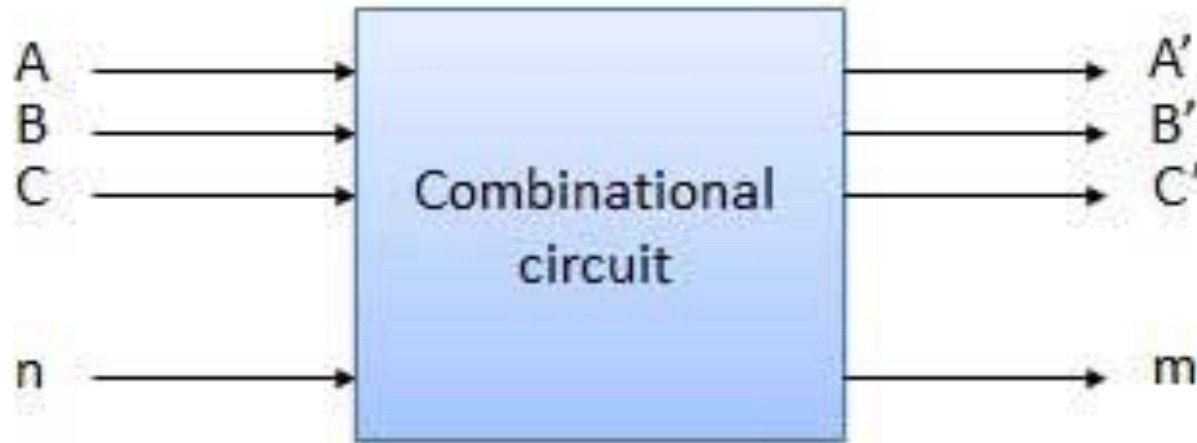 A
B
C
n
Combinational
circuit
A’
B’
C’
m